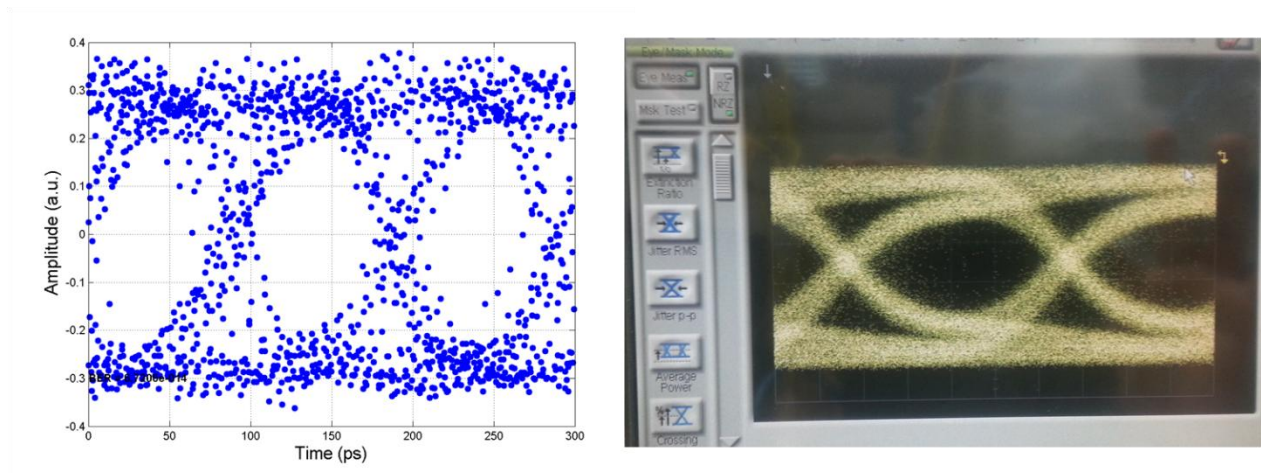 0.4
0.3
0.2
0.1
0
-0.1
-0.2
-0.3
-0.4
Amplitude (a.u.)
0
50
100
150
200
250
300
Time (ps)
Eye/Mask Mode
Eye Meas
RZ
NRZ
Msk Test
Extinction
Ratio
Jitter RMS
Jitter p-p
Average
Power
Crossing